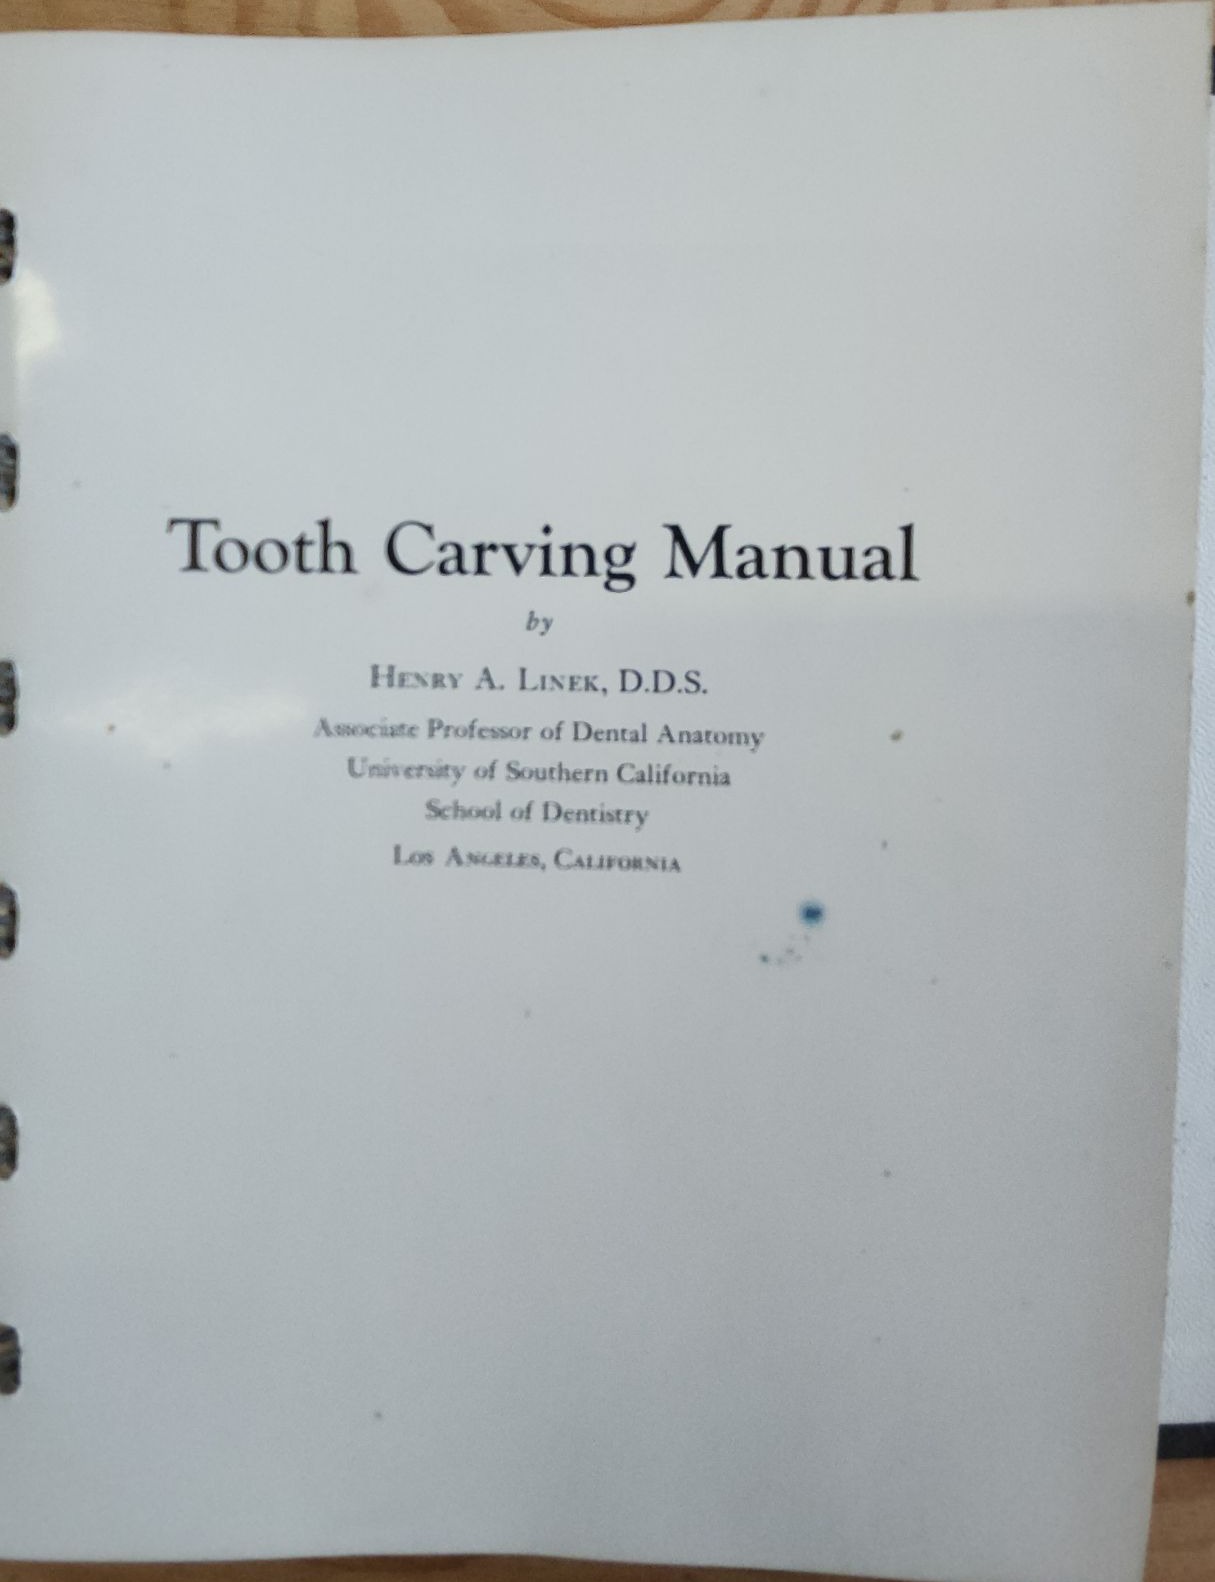 Tooth Carving Manual
by
HENRY A. LINEK, D.D.S.
Associate Professor of Dental Anatomy
University of Southern California
School of Dentistry
LOS ANGELES, CALIFORNIA